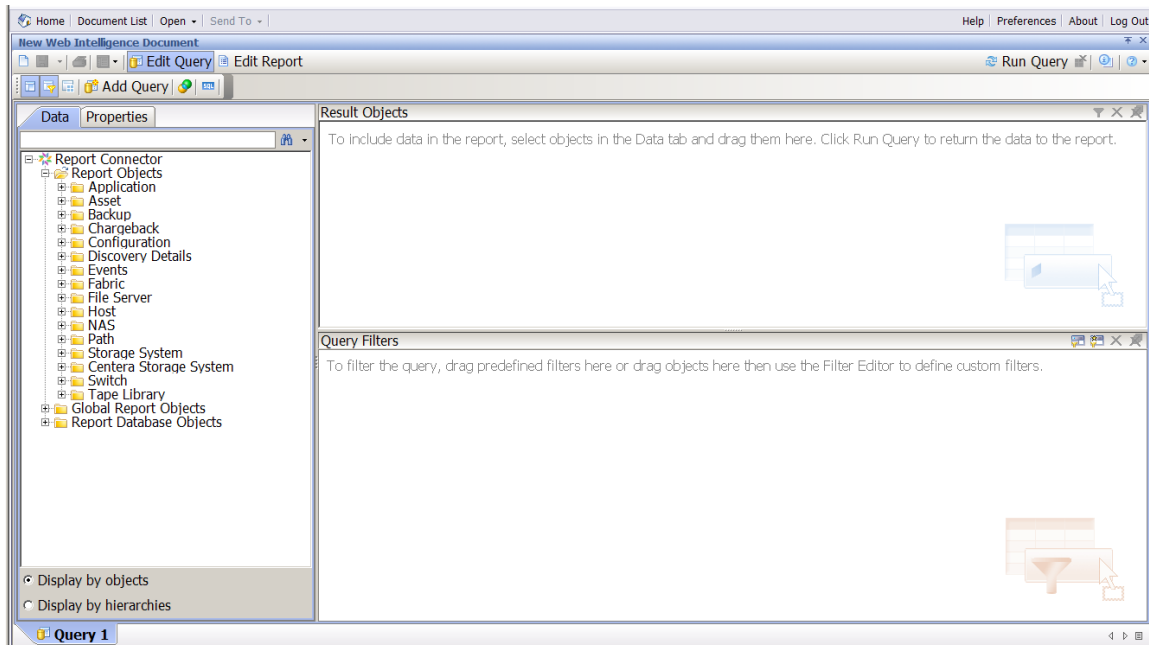 Home Document List Open Send To Help Preferences About Log Out
New Web Intelligence Document
Edit Query Edit Report Run Query
Add Query SQL
Data Properties
Report Connector
Report Objects
Application
Asset
Backup
Chargeback
Configuration
Discovery Details
Events
Fabric
File Server
Host
NAS
Path
Storage System
Centera Storage System
Switch
Tape Library
Global Report Objects
Report Database Objects
Display by objects
Display by hierarchies
Result Objects
To include data in the report, select objects in the Data tab and drag them here. Click Run Query to return the data to the report.
Query Filters
To filter the query, drag predefined filters here or drag objects here then use the Filter Editor to define custom filters.
Query 1